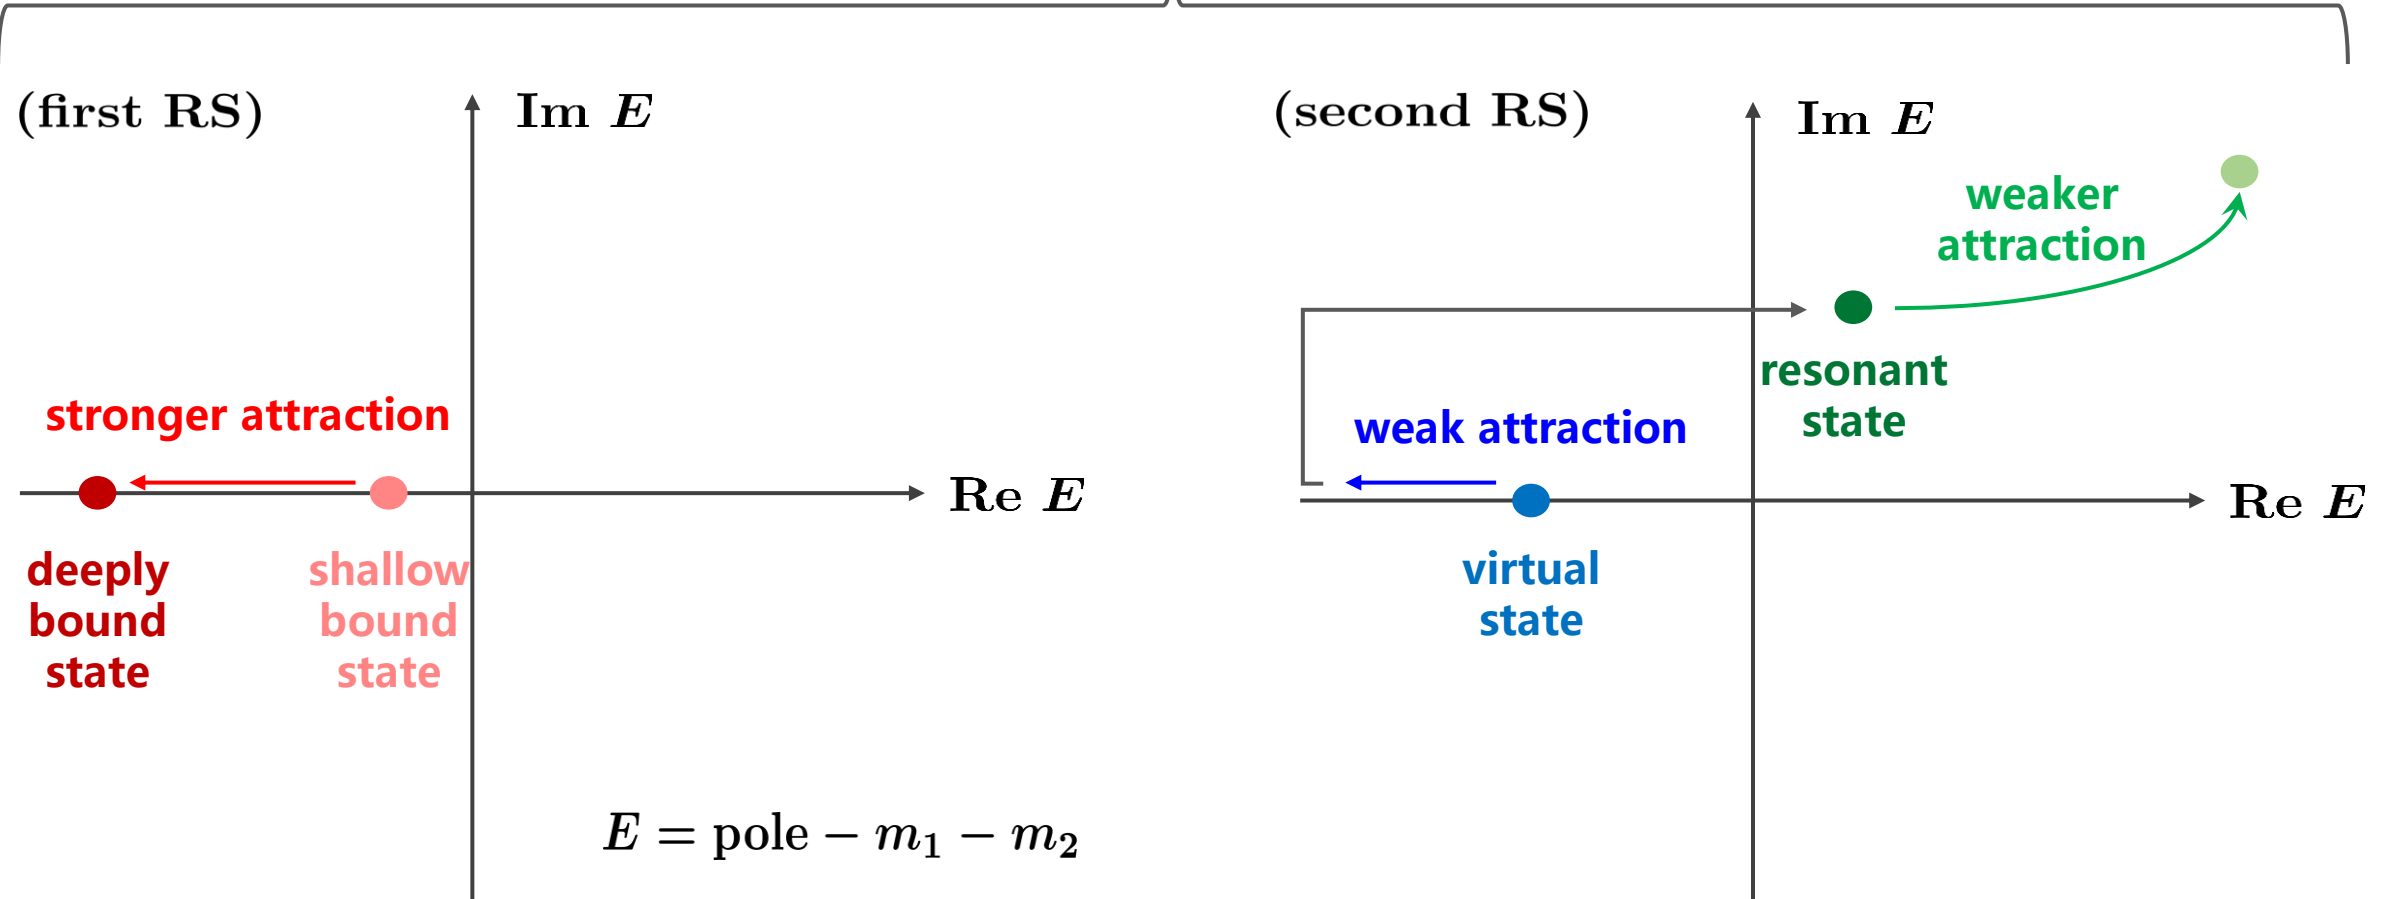 (first RS)
Im E
stronger attraction
Re E
deeply
bound
state
shallow
bound
state
E = pole − m₁ − m₂
(second RS)
Im E
weaker
attraction
resonant
state
weak attraction
Re E
virtual
state